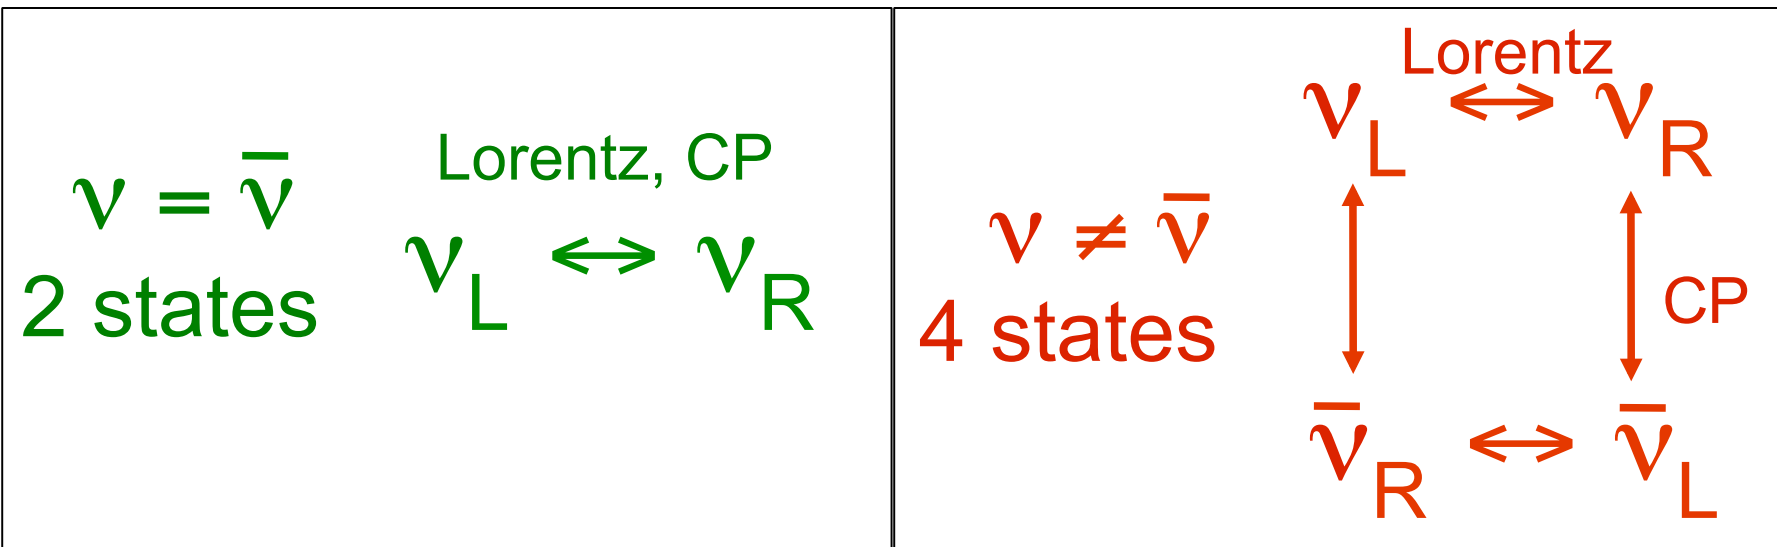 Lorentz, CP
ν = ν̄
ν_L ⇔ ν_R
2 states
Lorentz
ν_L ⇔ ν_R
ν ≠ ν̄
4 states
CP
ν̄_R ⇔ ν̄_L